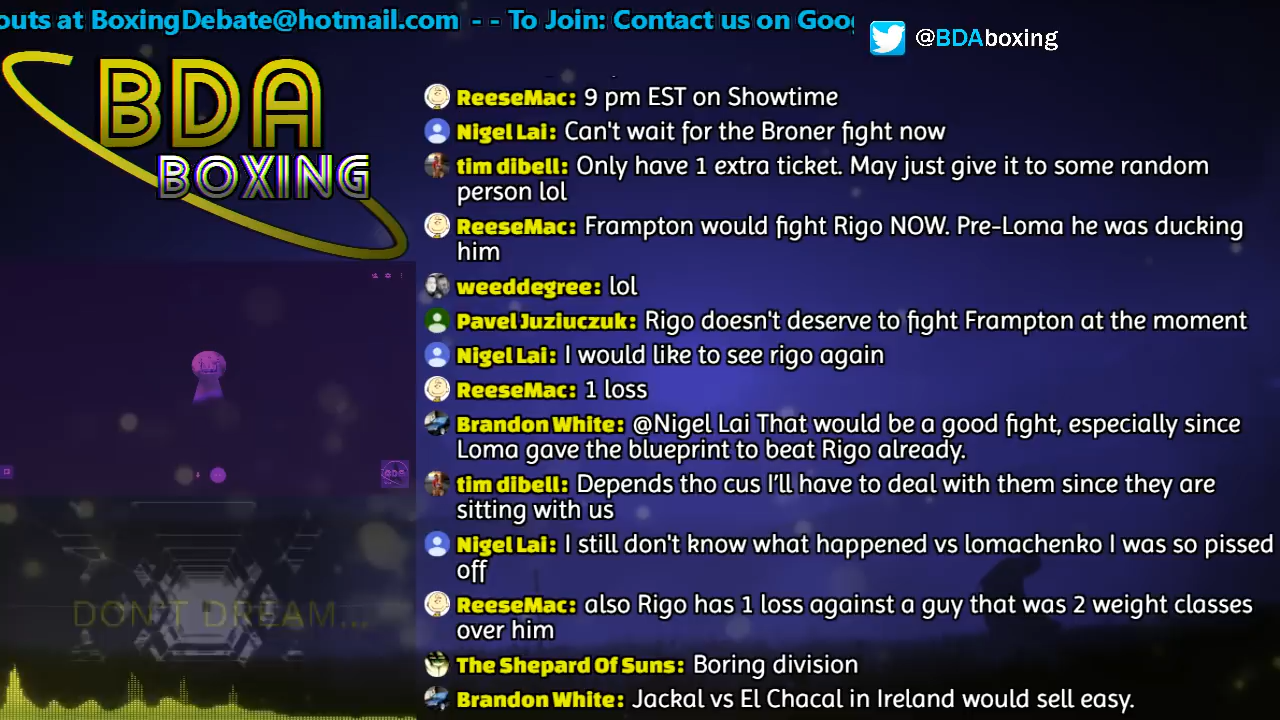 outs at BoxingDebate@hotmail.com - - To Join: Contact us on Goo
@BDAboxing
BDA
BOXING
ReeseMac: 9 pm EST on Showtime
Nigel Lai: Can't wait for the Broner fight now
tim dibell: Only have 1 extra ticket. May just give it to some random
person lol
ReeseMac: Frampton would fight Rigo NOW. Pre-Loma he was ducking
him
weeddegree: lol
Pavel Juziuczuk: Rigo doesn't deserve to fight Frampton at the moment
Nigel Lai: I would like to see rigo again
ReeseMac: 1 loss
Brandon White: @Nigel Lai That would be a good fight, especially since
Loma gave the blueprint to beat Rigo already.
tim dibell: Depends tho cus I’ll have to deal with them since they are
sitting with us
Nigel Lai: I still don't know what happened vs lomachenko I was so pissed
off
ReeseMac: also Rigo has 1 loss against a guy that was 2 weight classes
over him
The Shepard Of Suns: Boring division
Brandon White: Jackal vs El Chacal in Ireland would sell easy.
BDA
DON'T DREAM...